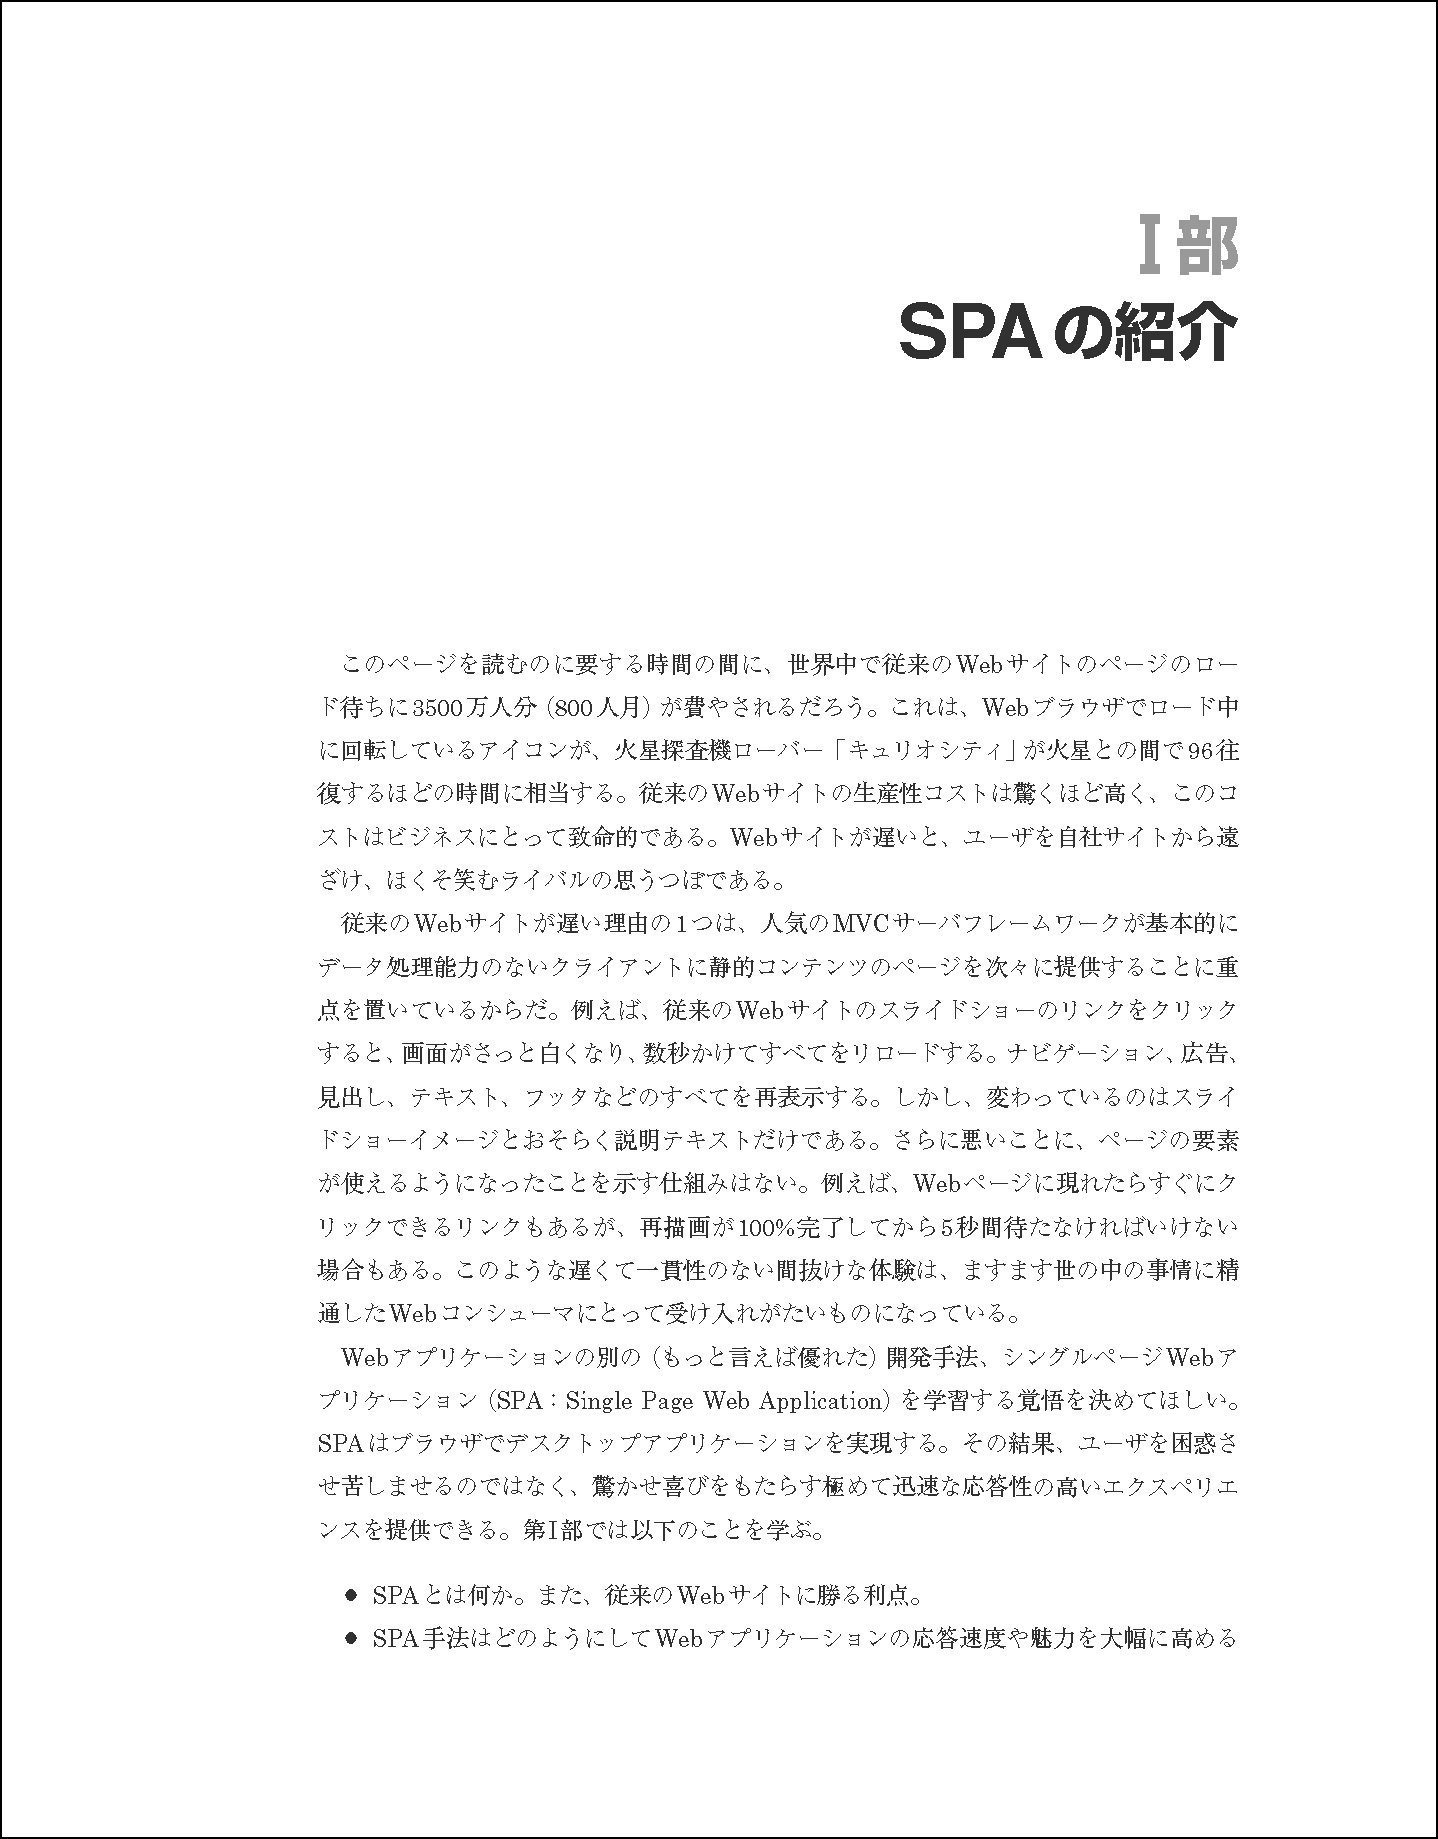 I部
SPAの紹介
このページを読むのに要する時間の間に、世界中で従来のWebサイトのページのロー
ド待ちに3500万人分（800人月）が費やされるだろう。これは、Webブラウザでロード中
に回転しているアイコンが、火星探査機ローバー「キュリオシティ」が火星との間で96往
復するほどの時間に相当する。従来のWebサイトの生産性コストは驚くほど高く、このコ
ストはビジネスにとって致命的である。Webサイトが遅いと、ユーザを自社サイトから遠
ざけ、ほくそ笑むライバルの思うつぼである。
従来のWebサイトが遅い理由の1つは、人気のMVCサーバフレームワークが基本的に
データ処理能力のないクライアントに静的コンテンツのページを次々に提供することに重
点を置いているからだ。例えば、従来のWebサイトのスライドショーのリンクをクリック
すると、画面がさっと白くなり、数秒かけてすべてをリロードする。ナビゲーション、広告、
見出し、テキスト、フッタなどのすべてを再表示する。しかし、変わっているのはスライ
ドショーイメージとおそらく説明テキストだけである。さらに悪いことに、ページの要素
が使えるようになったことを示す仕組みはない。例えば、Webページに現れたらすぐにク
リックできるリンクもあるが、再描画が100%完了してから5秒間待たなければいけない
場合もある。このような遅くて一貫性のない間抜けな体験は、ますます世の中の事情に精
通したWebコンシューマにとって受け入れがたいものになっている。
Webアプリケーションの別の（もっと言えば優れた）開発手法、シングルページWebア
プリケーション（SPA：Single Page Web Application）を学習する覚悟を決めてほしい。
SPAはブラウザでデスクトップアプリケーションを実現する。その結果、ユーザを困惑さ
せ苦しませるのではなく、驚かせ喜びをもたらす極めて迅速な応答性の高いエクスペリエ
ンスを提供できる。第I部では以下のことを学ぶ。
● SPAとは何か。また、従来のWebサイトに勝る利点。
● SPA手法はどのようにしてWebアプリケーションの応答速度や魅力を大幅に高める